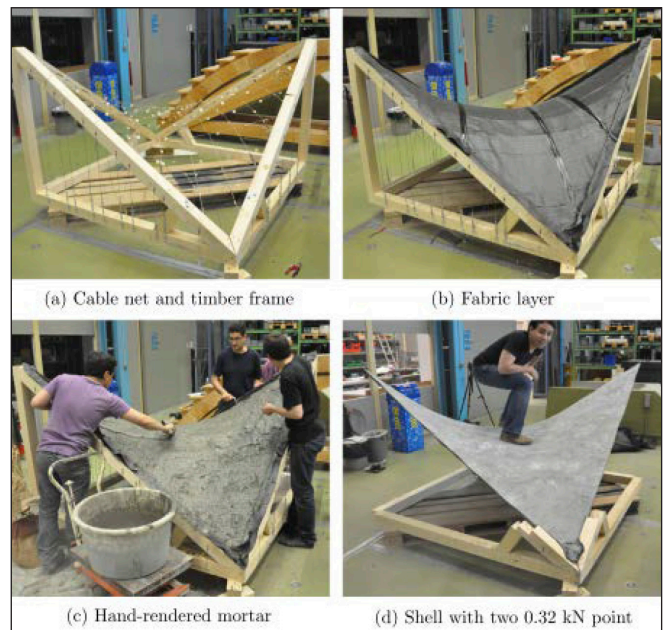 (a) Cable net and timber frame
(b) Fabric layer
(c) Hand-rendered mortar
(d) Shell with two 0.32 kN point